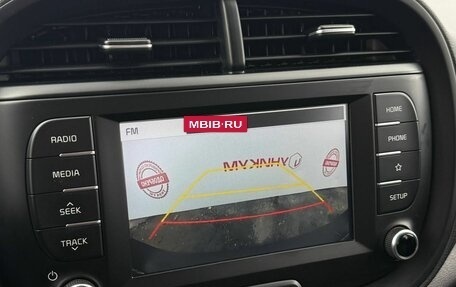 MBIB·RU
FM
RADIO
MEDIA
SEEK
TRACK
HOME
PHONE
SETUP